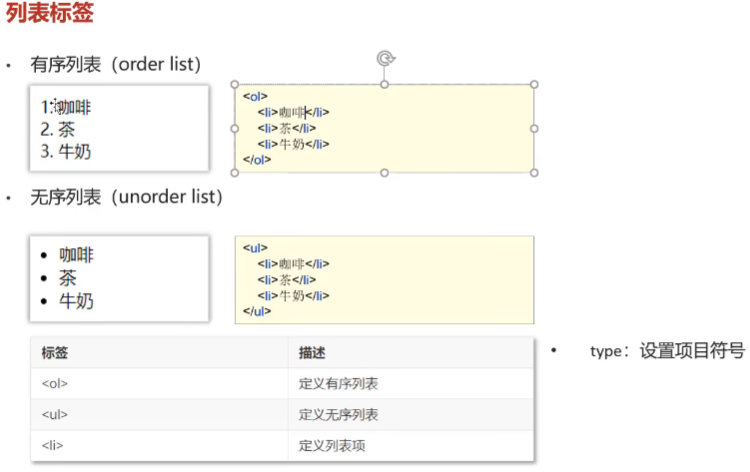 列表标签
• 有序列表（order list）
1. 咖啡
2. 茶
3. 牛奶
<ol>
<li>咖啡</li>
<li>茶</li>
<li>牛奶</li>
</ol>
• 无序列表（unorder list）
• 咖啡
• 茶
• 牛奶
<ul>
<li>咖啡</li>
<li>茶</li>
<li>牛奶</li>
</ul>
标签 描述
<ol> 定义有序列表
<ul> 定义无序列表
<li> 定义列表项
• type：设置项目符号